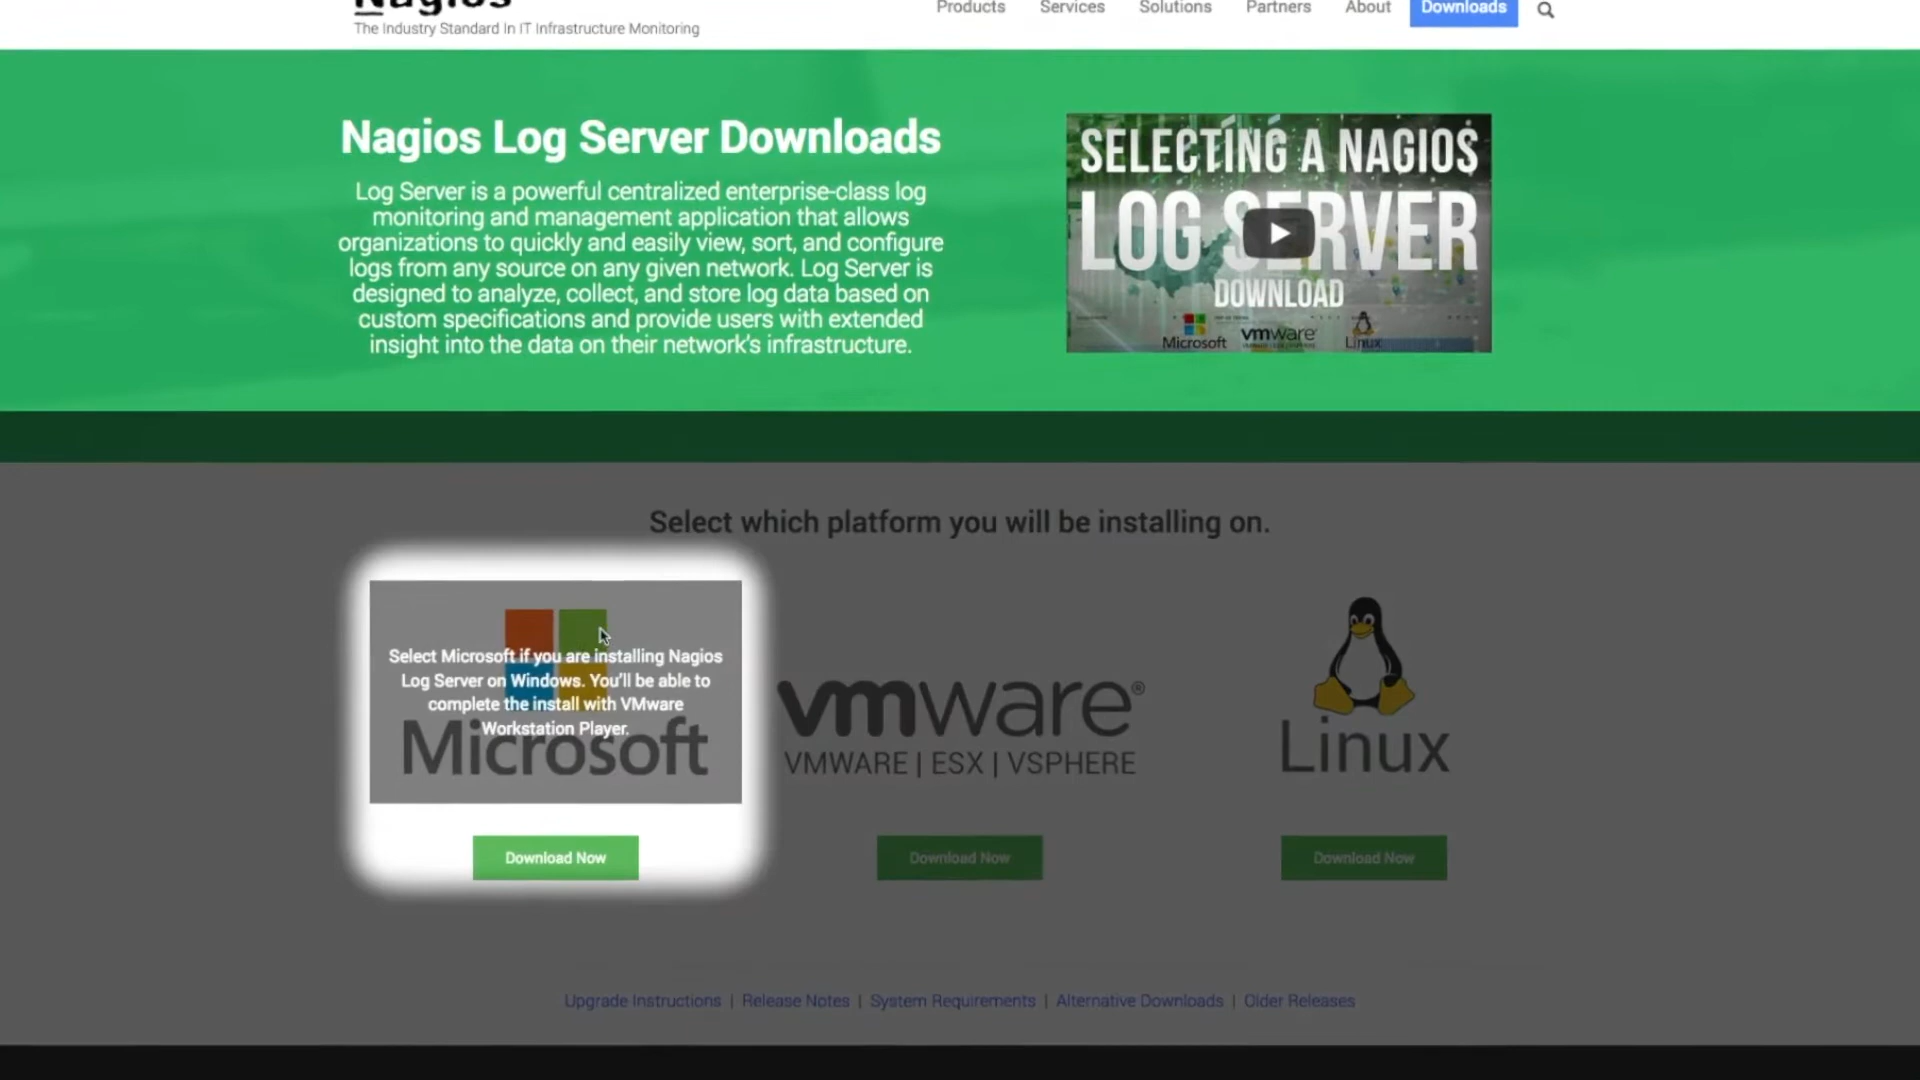 Nagios
The Industry Standard In IT Infrastructure Monitoring
Products Services Solutions Partners About Downloads
Nagios Log Server Downloads
Log Server is a powerful centralized enterprise-class log
monitoring and management application that allows
organizations to quickly and easily view, sort, and configure
logs from any source on any given network. Log Server is
designed to analyze, collect, and store log data based on
custom specifications and provide users with extended
insight into the data on their network's infrastructure.
SELECTING A NAGIOS
LOG SERVER
DOWNLOAD
Microsoft vmware Linux
Select which platform you will be installing on.
Select Microsoft if you are installing Nagios
Log Server on Windows. You'll be able to
complete the install with VMware
Workstation Player.
Microsoft
vmware®
VMWARE | ESX | VSPHERE
Linux
Download Now
Download Now
Download Now
Upgrade Instructions | Release Notes | System Requirements | Alternative Downloads | Older Releases